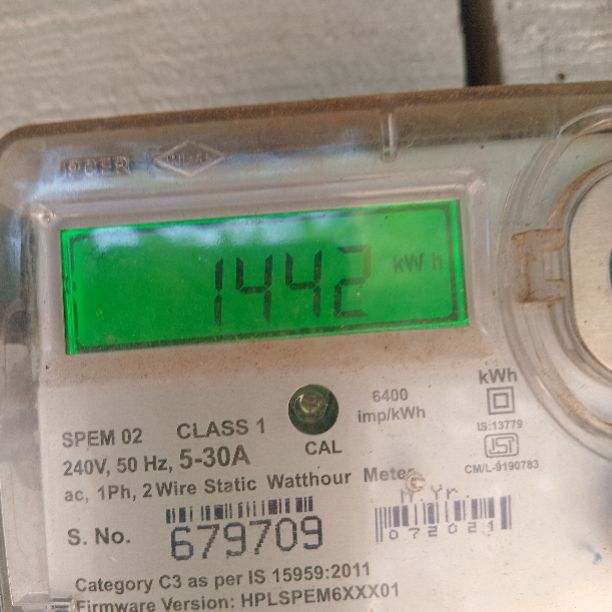 1442 kWh
kWh
6400
imp/kWh
IS:13779
CM/L-9190783
SPEM 02 CLASS 1
CAL
240V, 50 Hz, 5-30A
ac, 1Ph, 2 Wire Static Watthour Meter
M.Yr.
S. No. 679709
072021
Category C3 as per IS 15959:2011
Firmware Version: HPLSPEM6XXX01